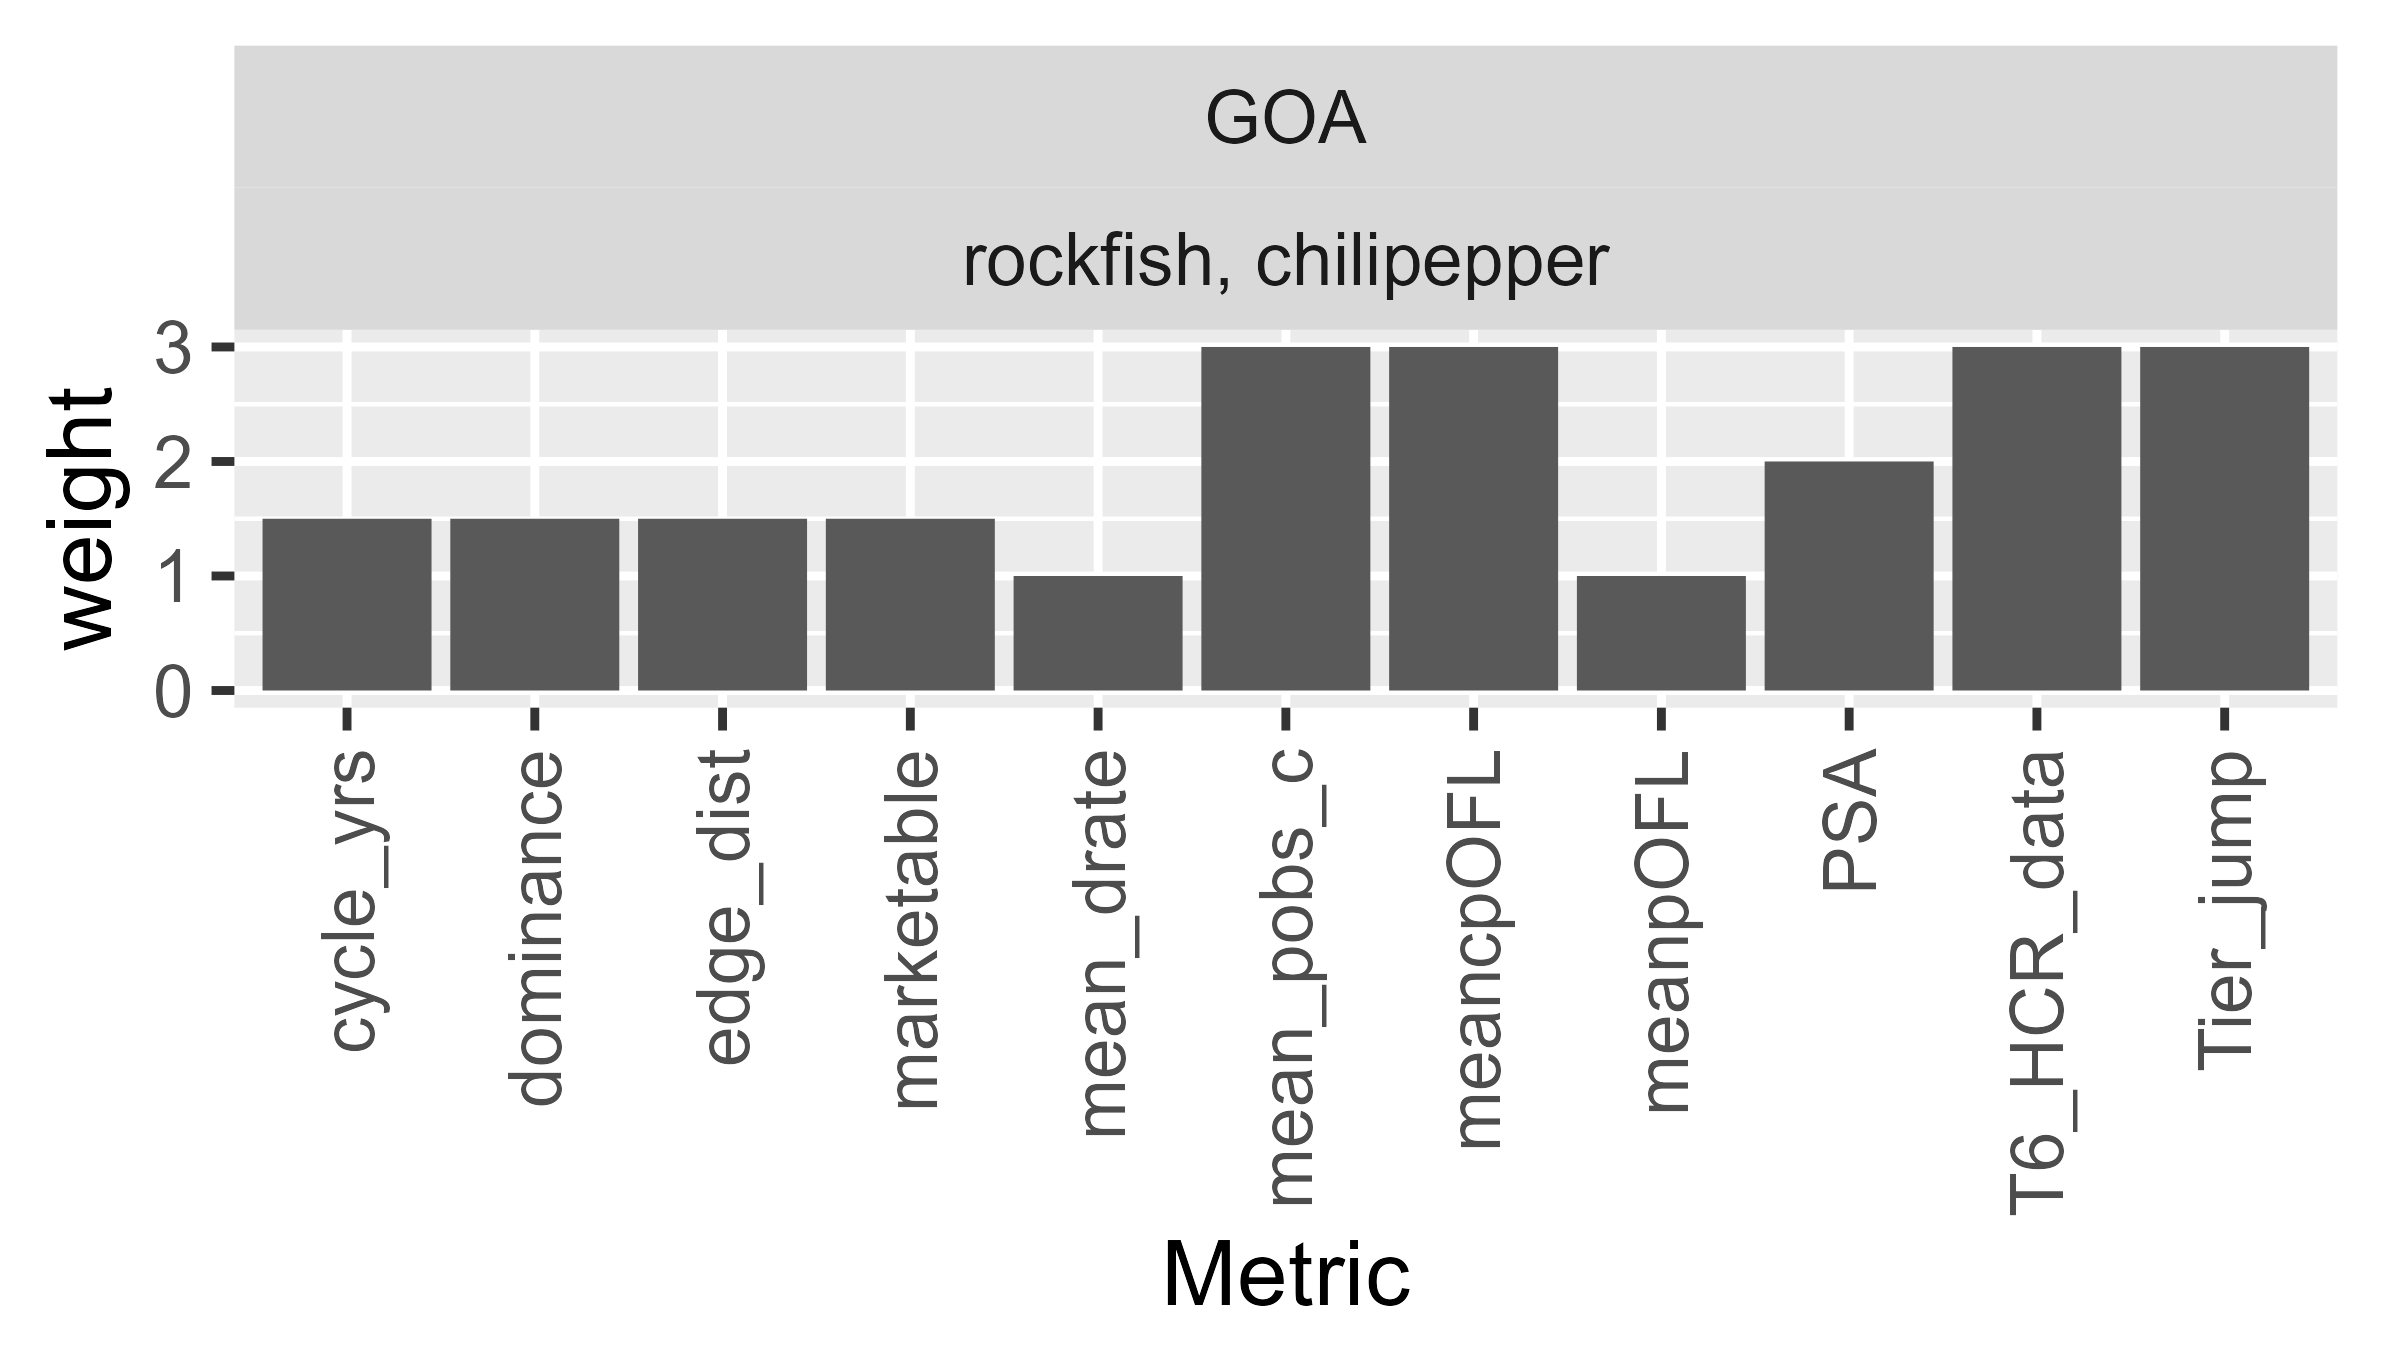 GOA
rockfish, chilipepper
weight
3
2
1
0
cycle_yrs
dominance
edge_dist
marketable
mean_drate
mean_pobs_c
meancpOFL
meanpOFL
PSA
T6_HCR_data
Tier_jump
Metric